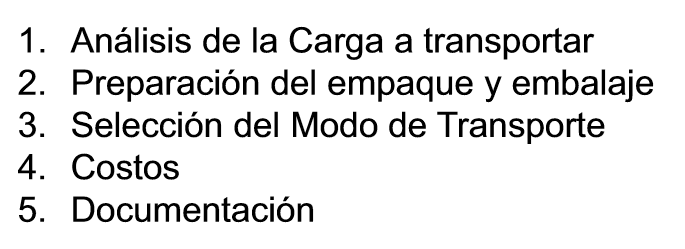 1. Análisis de la Carga a transportar
2. Preparación del empaque y embalaje
3. Selección del Modo de Transporte
4. Costos
5. Documentación